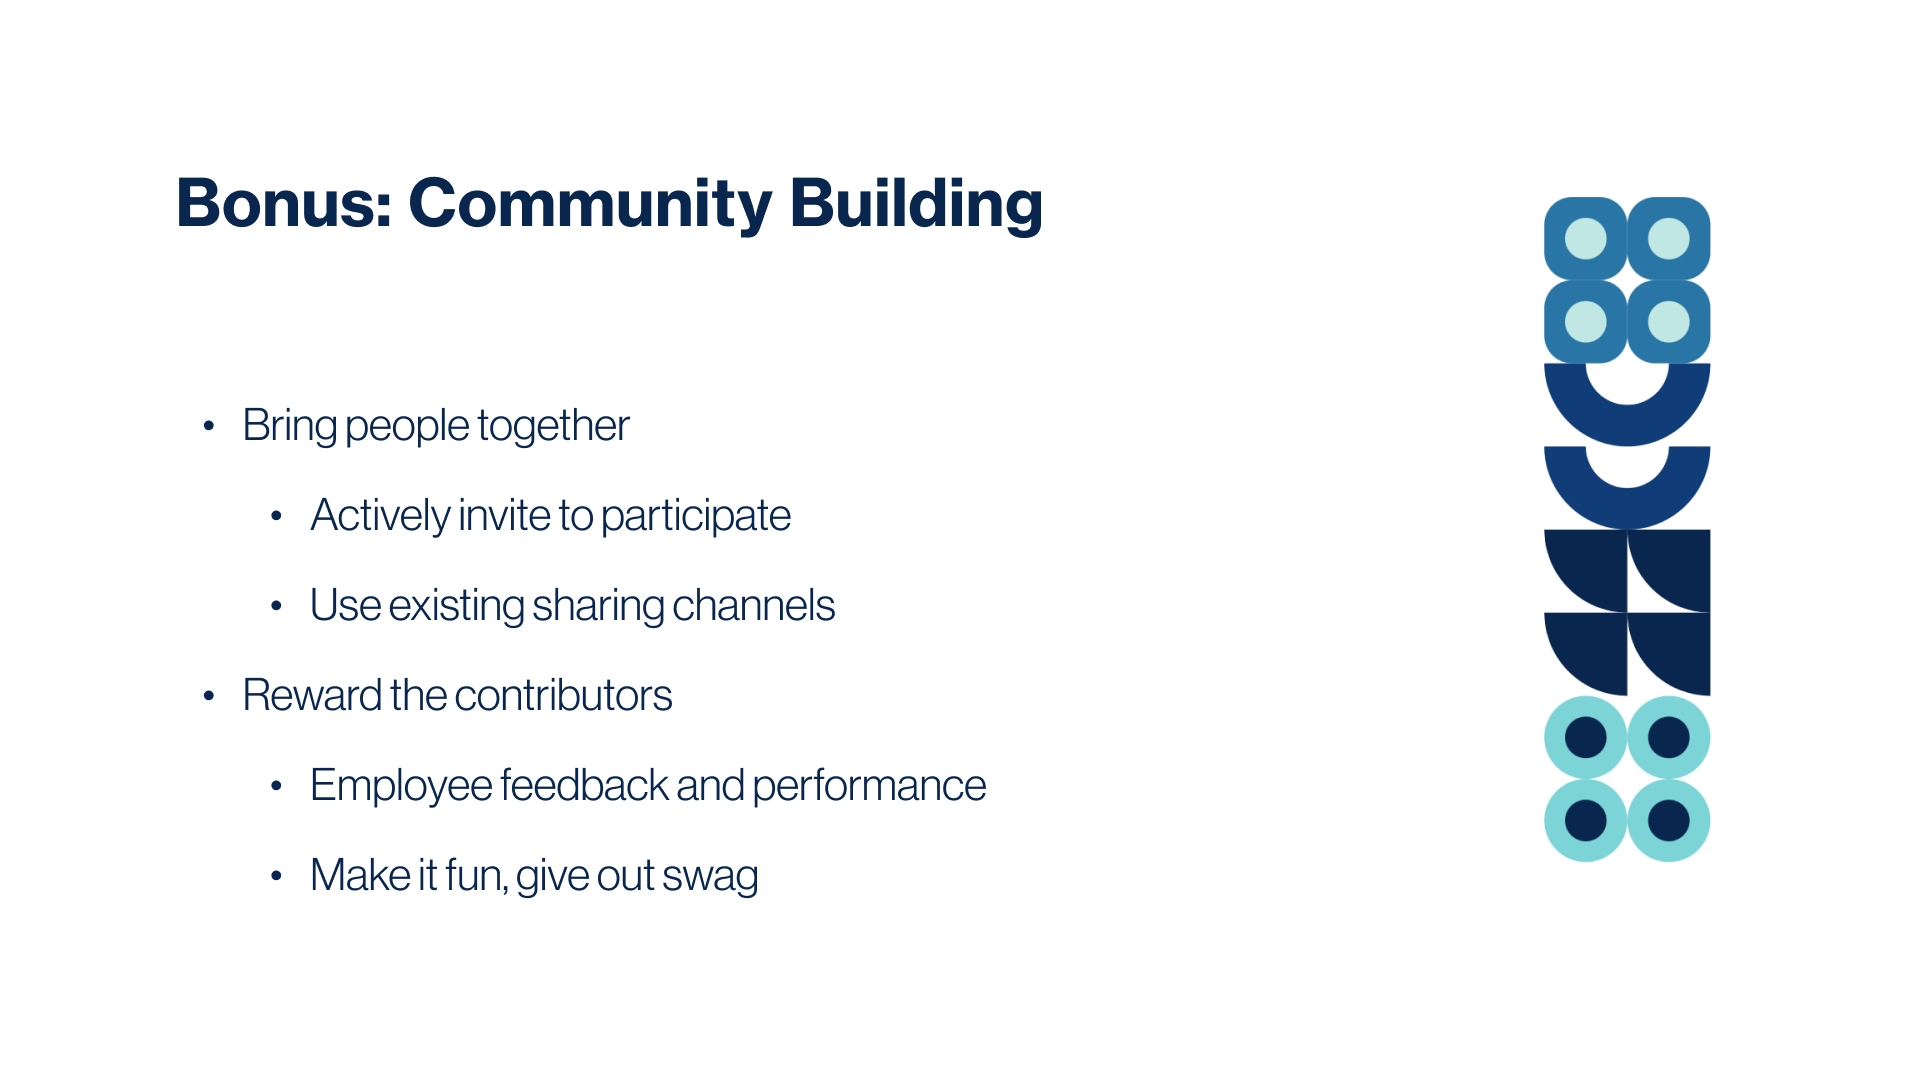 Bonus: Community Building
• Bring people together
• Actively invite to participate
• Use existing sharing channels
• Reward the contributors
• Employee feedback and performance
• Make it fun, give out swag